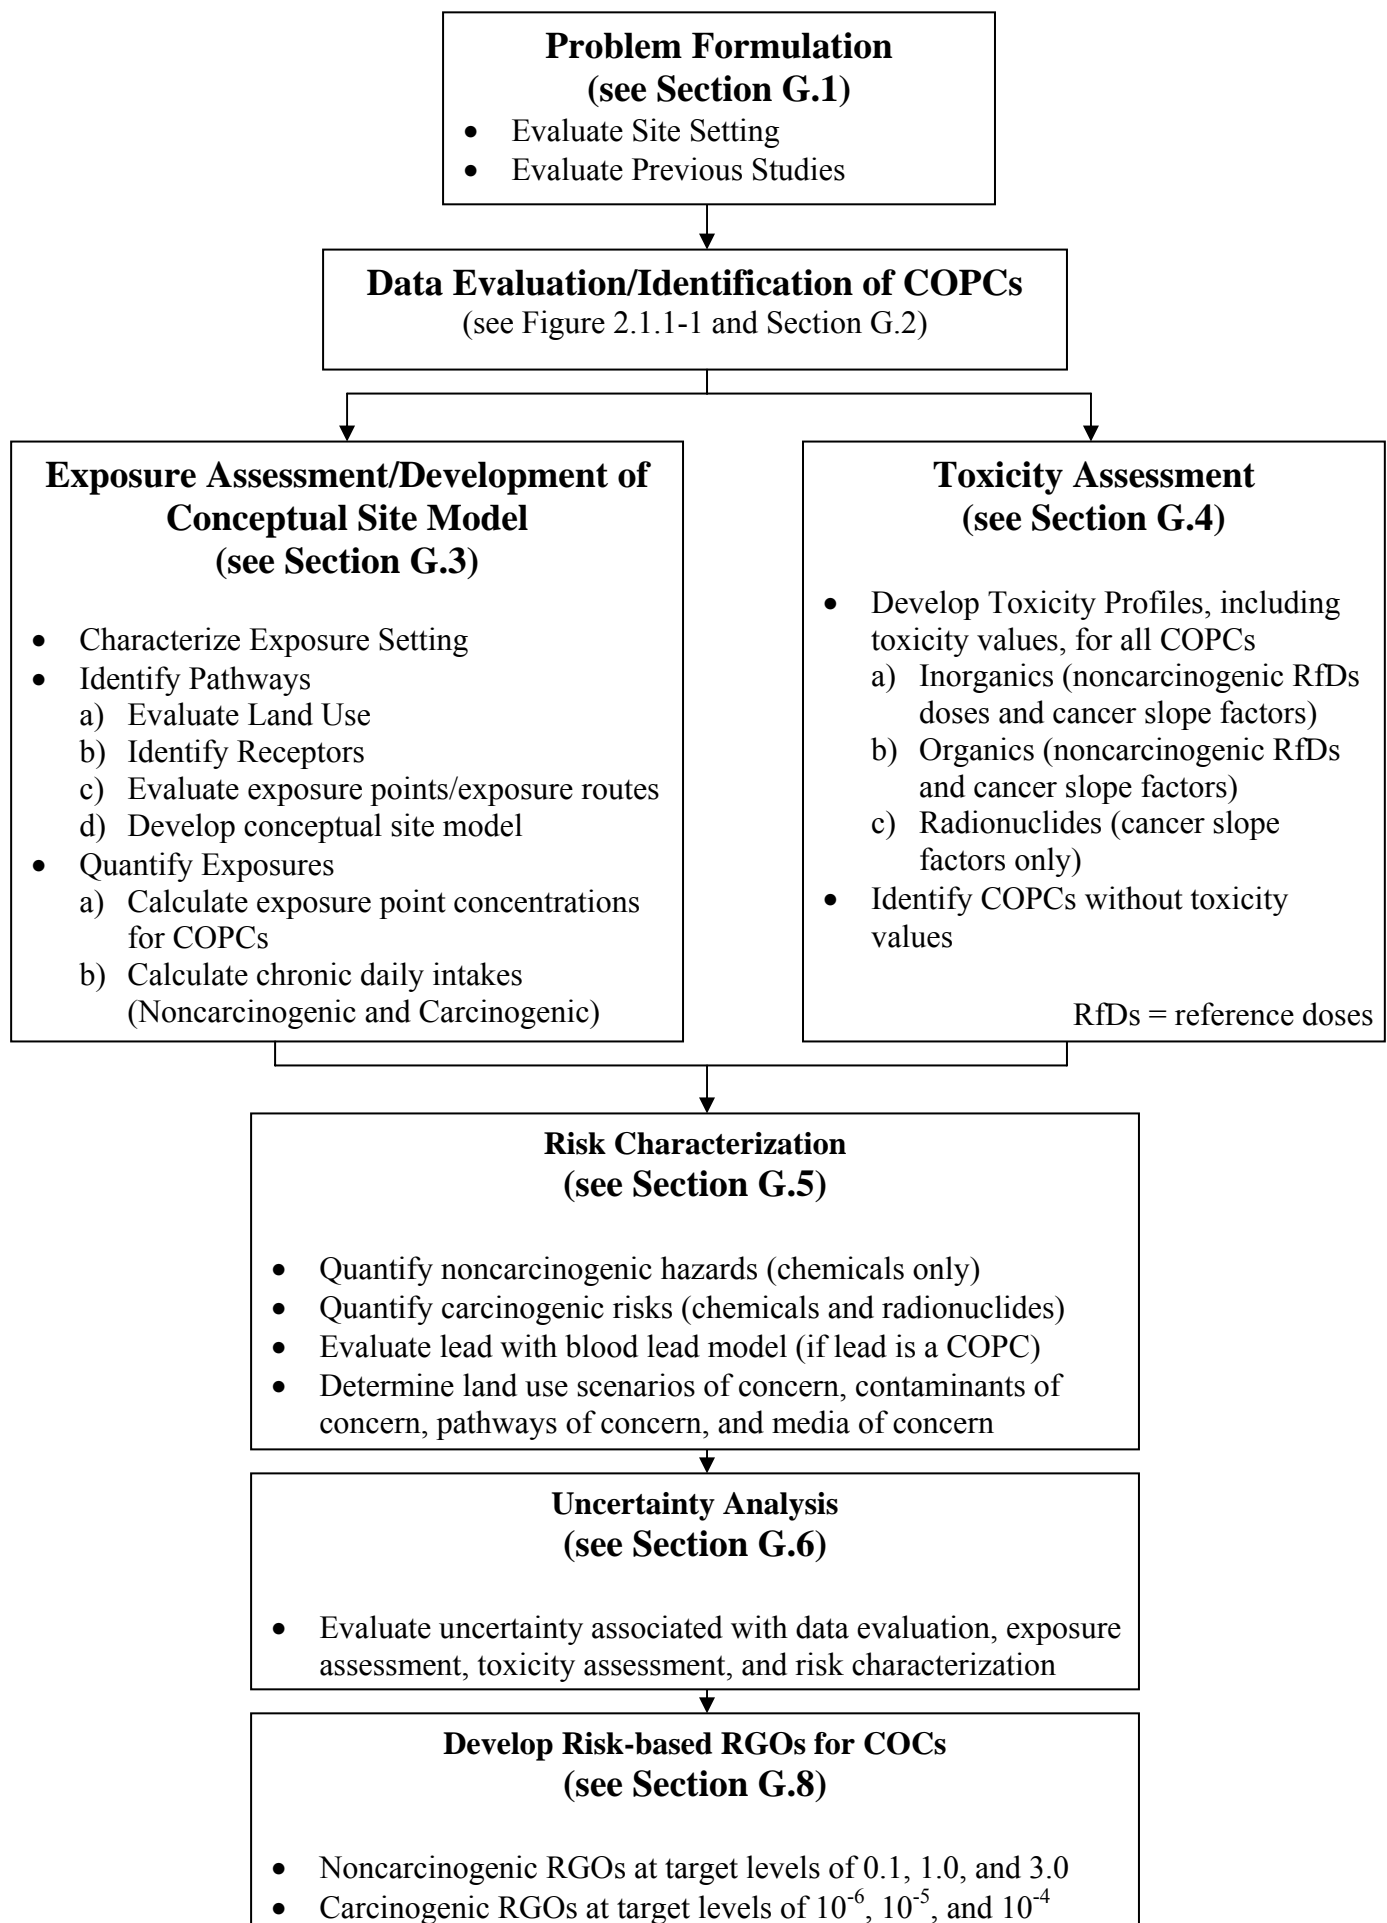 Problem Formulation
(see Section G.1)
• Evaluate Site Setting
• Evaluate Previous Studies
Data Evaluation/Identification of COPCs
(see Figure 2.1.1-1 and Section G.2)
Exposure Assessment/Development of
Conceptual Site Model
(see Section G.3)
• Characterize Exposure Setting
• Identify Pathways
a) Evaluate Land Use
b) Identify Receptors
c) Evaluate exposure points/exposure routes
d) Develop conceptual site model
• Quantify Exposures
a) Calculate exposure point concentrations
for COPCs
b) Calculate chronic daily intakes
(Noncarcinogenic and Carcinogenic)
Toxicity Assessment
(see Section G.4)
• Develop Toxicity Profiles, including
toxicity values, for all COPCs
a) Inorganics (noncarcinogenic RfDs
doses and cancer slope factors)
b) Organics (noncarcinogenic RfDs
and cancer slope factors)
c) Radionuclides (cancer slope
factors only)
• Identify COPCs without toxicity
values
RfDs = reference doses
Risk Characterization
(see Section G.5)
• Quantify noncarcinogenic hazards (chemicals only)
• Quantify carcinogenic risks (chemicals and radionuclides)
• Evaluate lead with blood lead model (if lead is a COPC)
• Determine land use scenarios of concern, contaminants of
concern, pathways of concern, and media of concern
Uncertainty Analysis
(see Section G.6)
• Evaluate uncertainty associated with data evaluation, exposure
assessment, toxicity assessment, and risk characterization
Develop Risk-based RGOs for COCs
(see Section G.8)
• Noncarcinogenic RGOs at target levels of 0.1, 1.0, and 3.0
• Carcinogenic RGOs at target levels of 10⁻⁶, 10⁻⁵, and 10⁻⁴